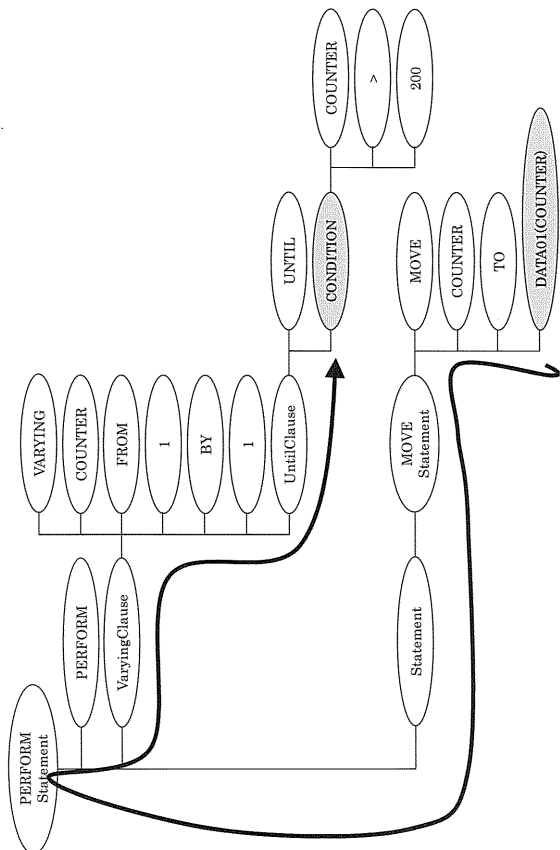 PERFORM
Statement
PERFORM
VaryingClause
VARYING
COUNTER
FROM
1
BY
1
UntilClause
UNTIL
CONDITION
COUNTER
>
200
Statement
MOVE
Statement
MOVE
COUNTER
TO
DATA01(COUNTER)